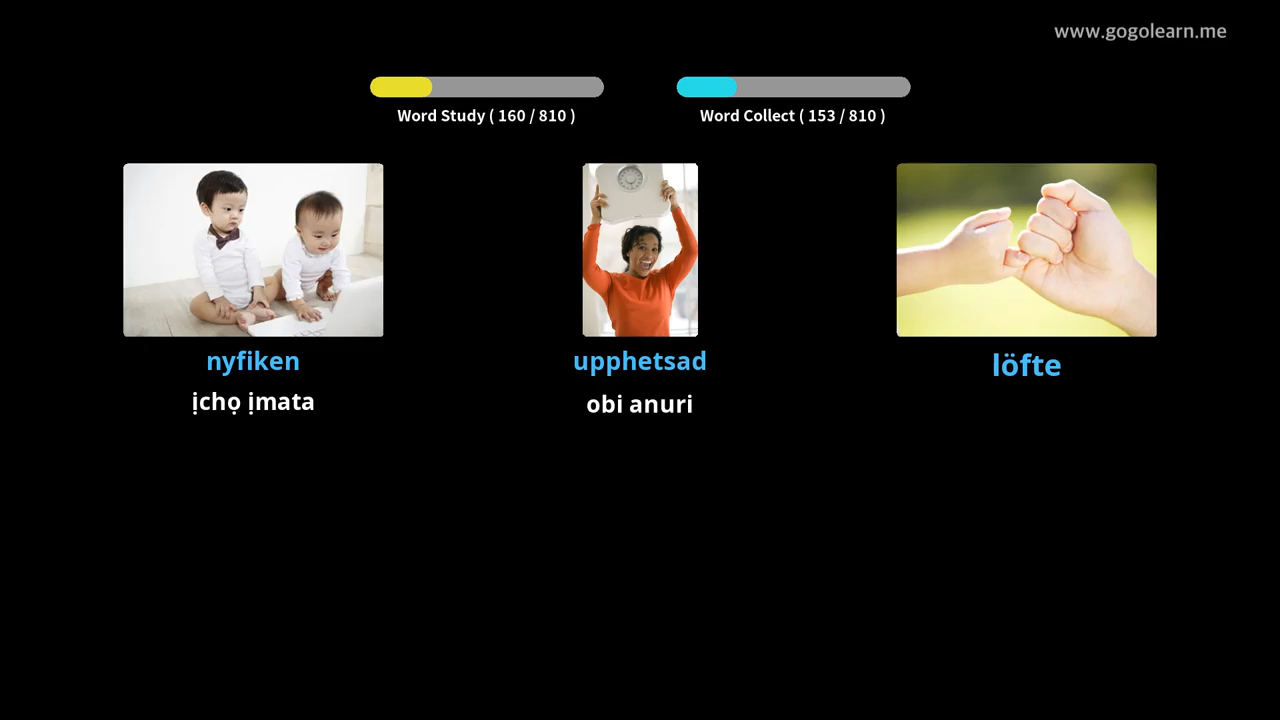 www.gogolearn.me
Word Study ( 160 / 810 )
Word Collect ( 153 / 810 )
nyfiken
ịchọ ịmata
upphetsad
obi anuri
löfte